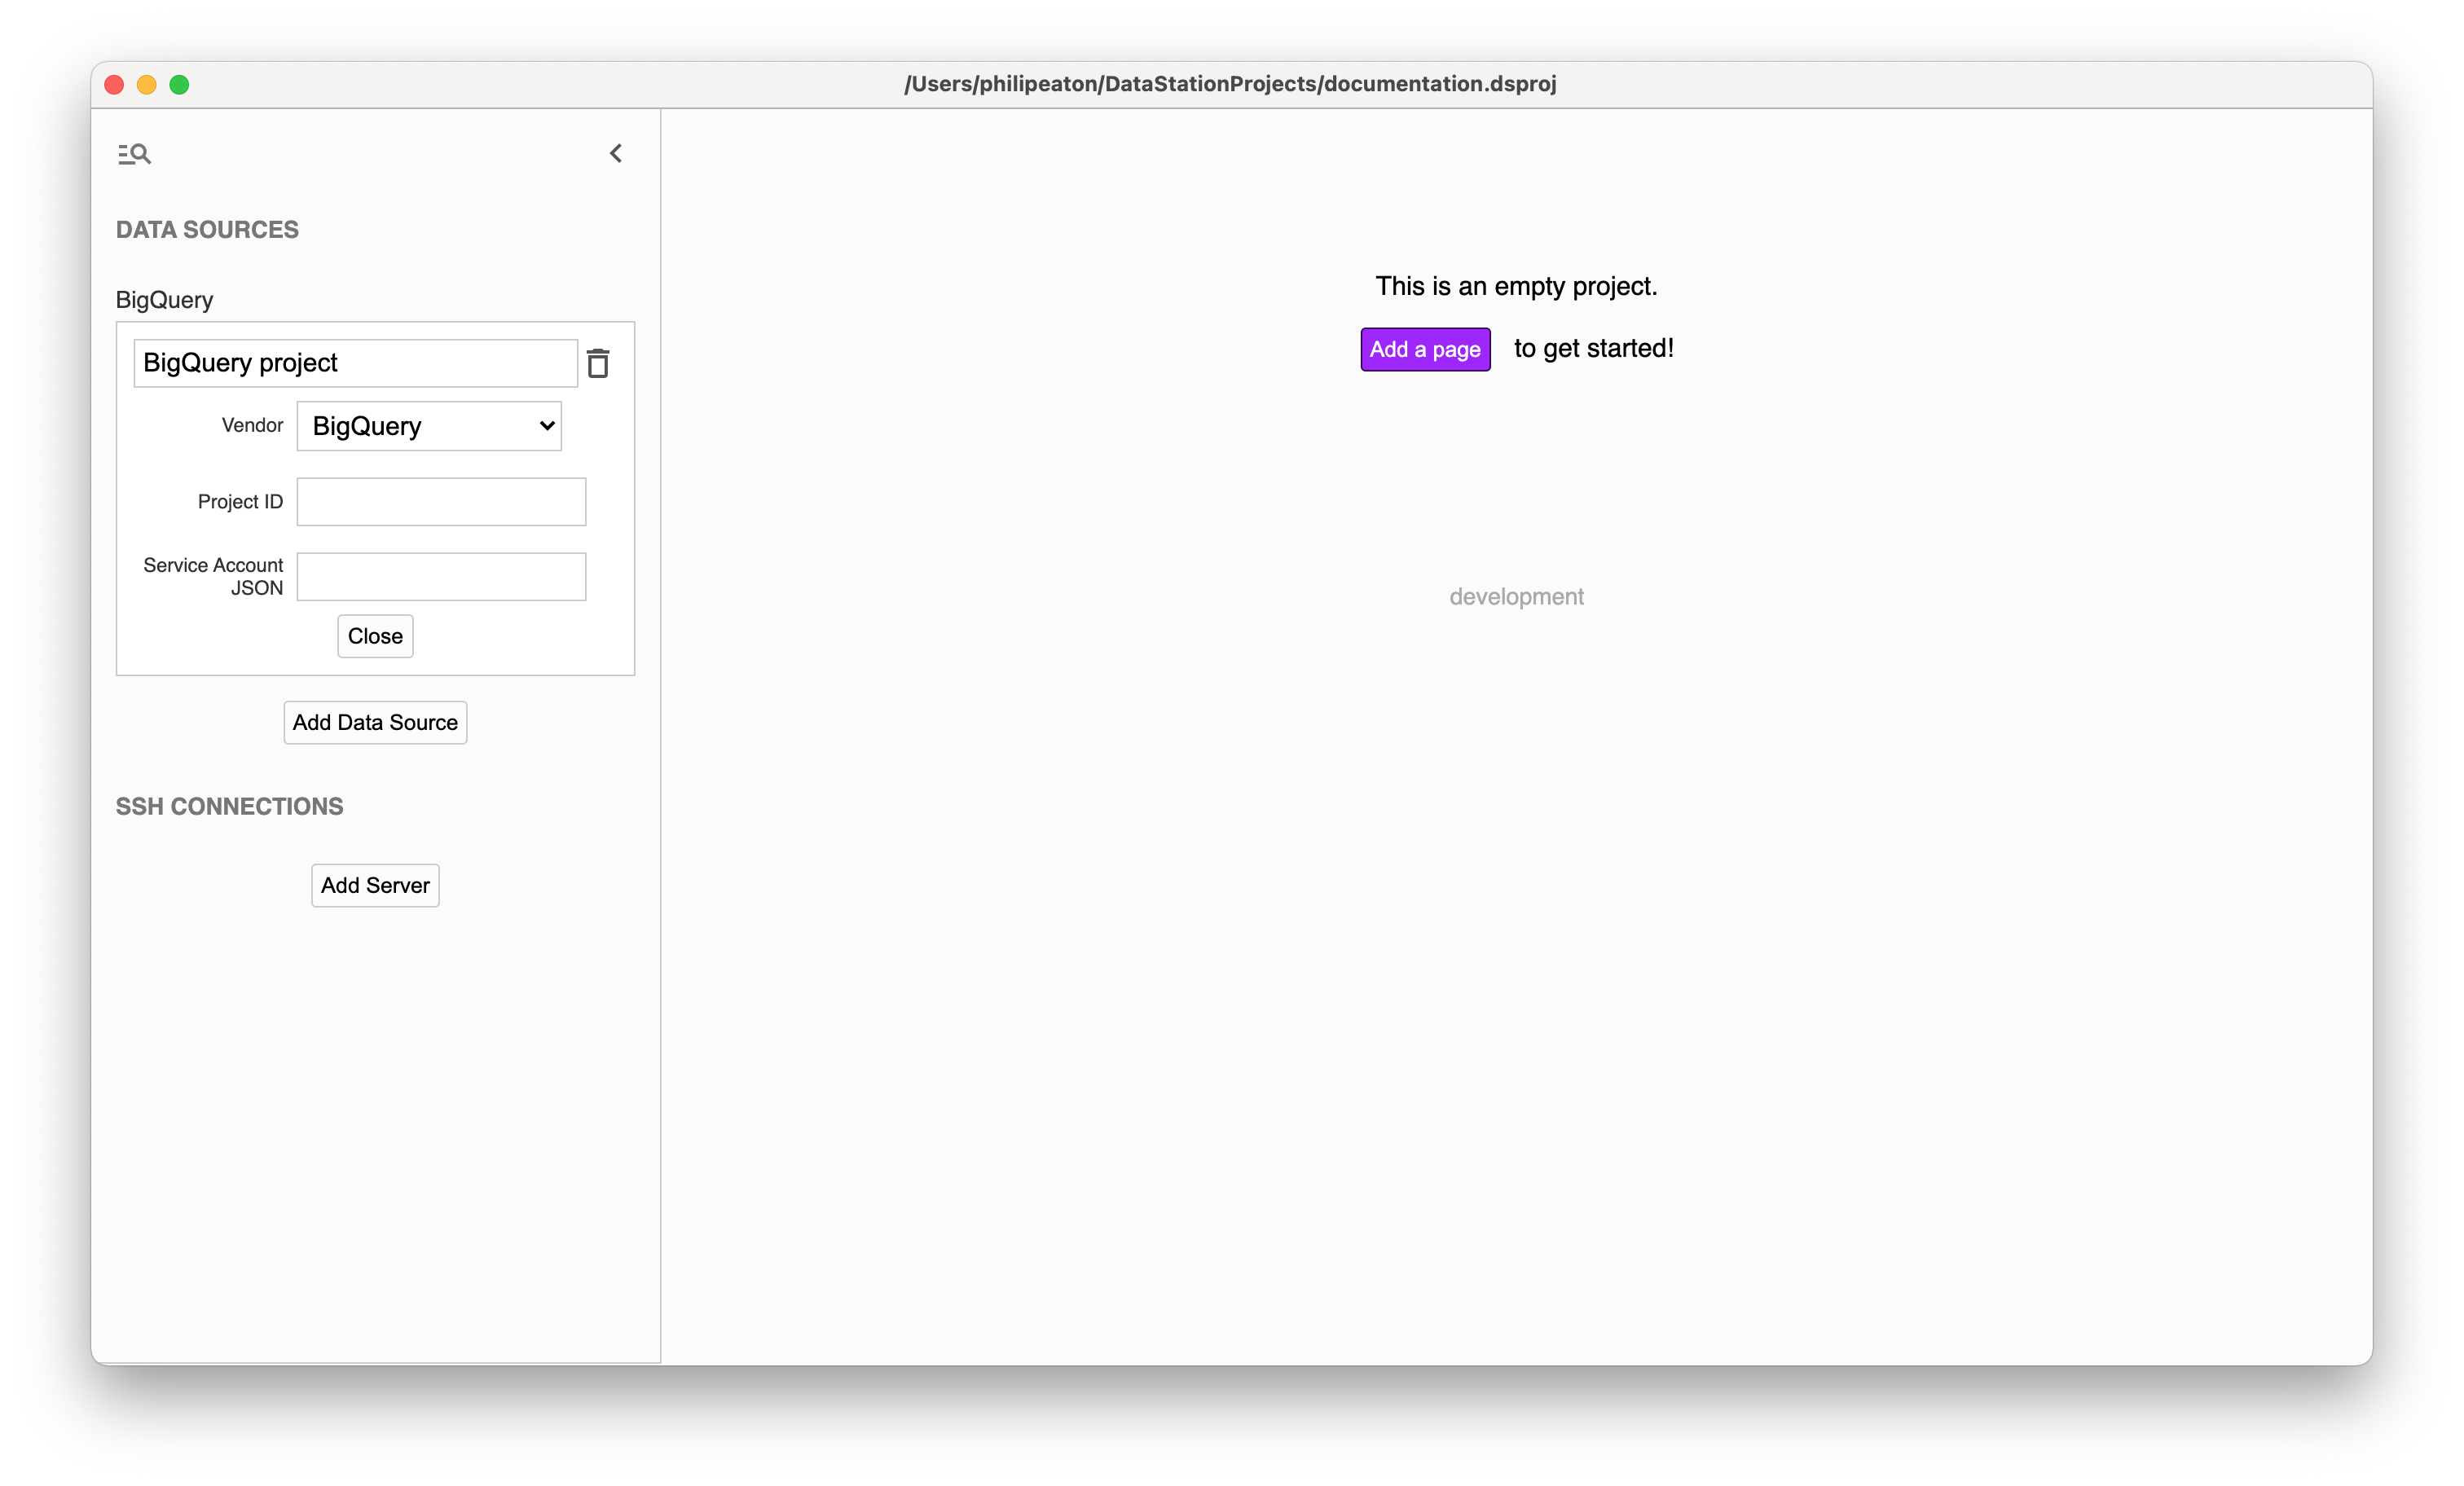 /Users/philipeaton/DataStationProjects/documentation.dsproj
DATA SOURCES
BigQuery
BigQuery project
Vendor
BigQuery
Project ID
Service Account
JSON
Close
Add Data Source
SSH CONNECTIONS
Add Server
This is an empty project.
Add a page to get started!
development